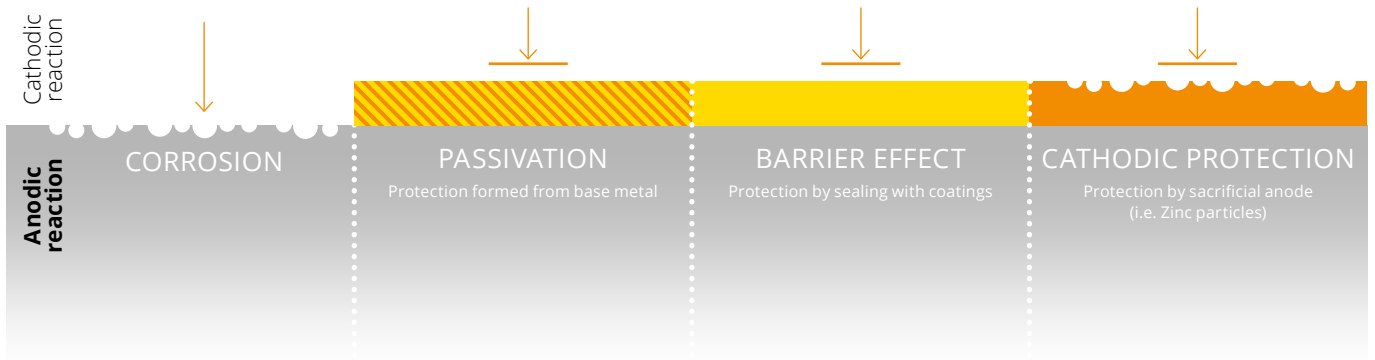 Cathodic
reaction
Anodic
reaction
CORROSION
PASSIVATION
Protection formed from base metal
BARRIER EFFECT
Protection by sealing with coatings
CATHODIC PROTECTION
Protection by sacrificial anode
(i.e. Zinc particles)